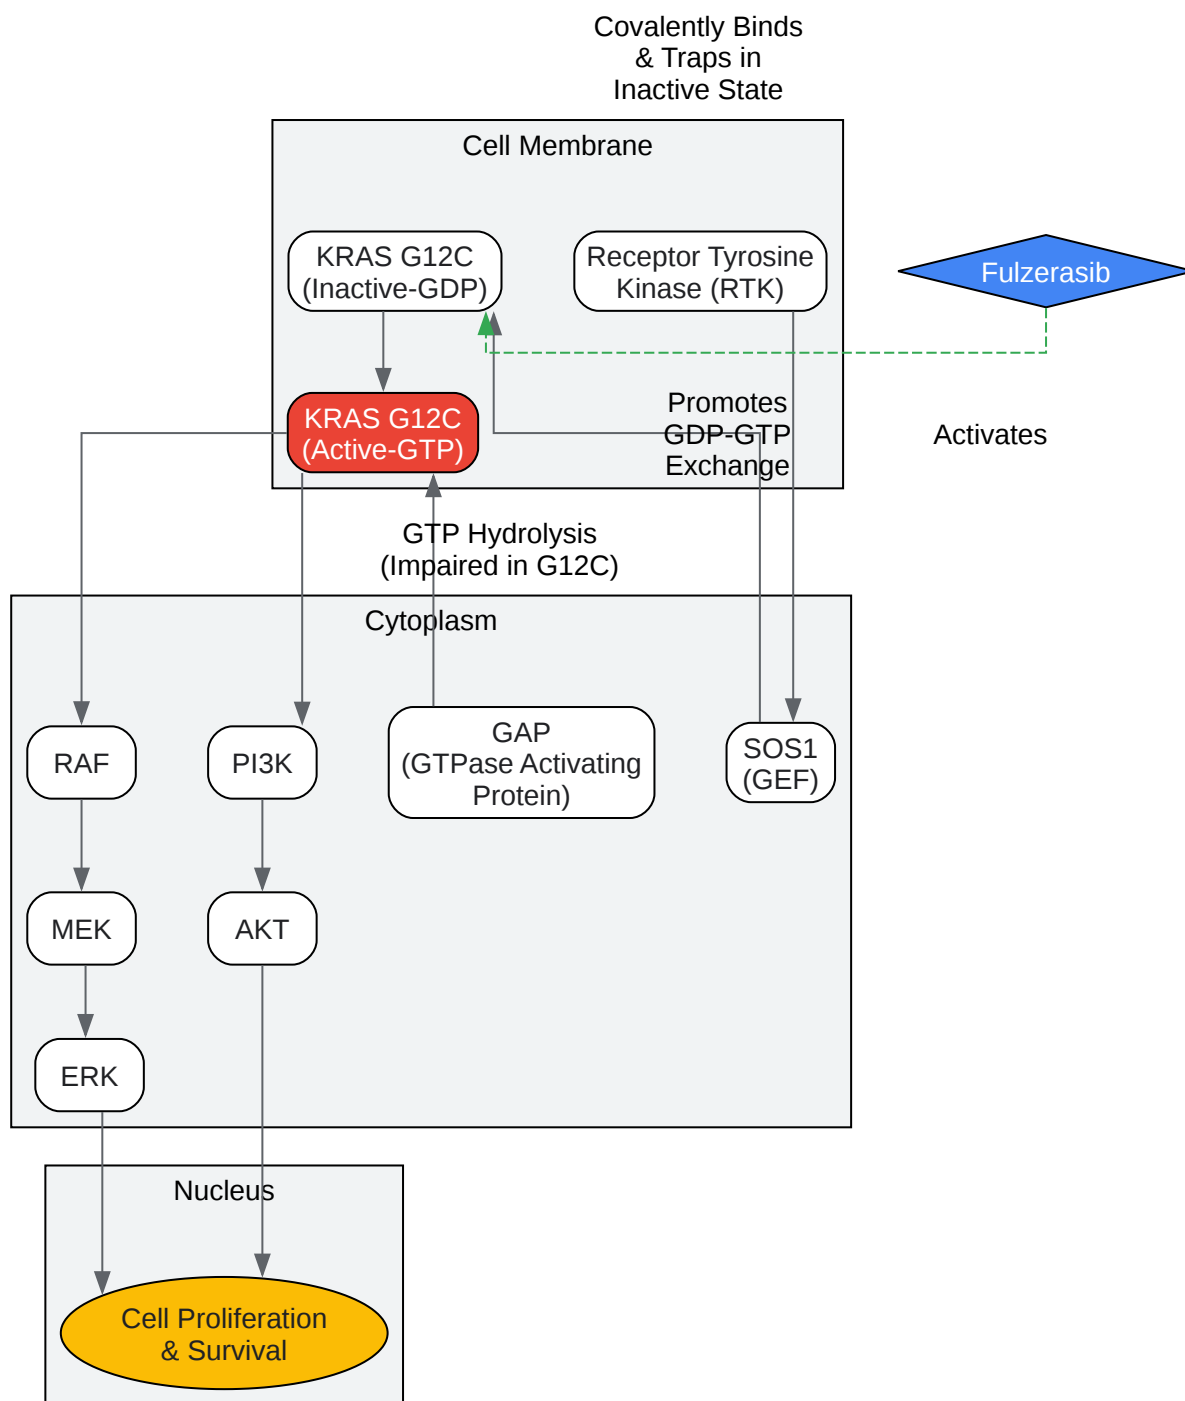 Covalently Binds
& Traps in
Inactive State
Cell Membrane
KRAS G12C
(Inactive-GDP)
Receptor Tyrosine
Kinase (RTK)
Fulzerasib
KRAS G12C
(Active-GTP)
Promotes
GDP-GTP
Exchange
Activates
GTP Hydrolysis
(Impaired in G12C)
Cytoplasm
RAF
PI3K
GAP
(GTPase Activating
Protein)
SOS1
(GEF)
MEK
AKT
ERK
Nucleus
Cell Proliferation
& Survival